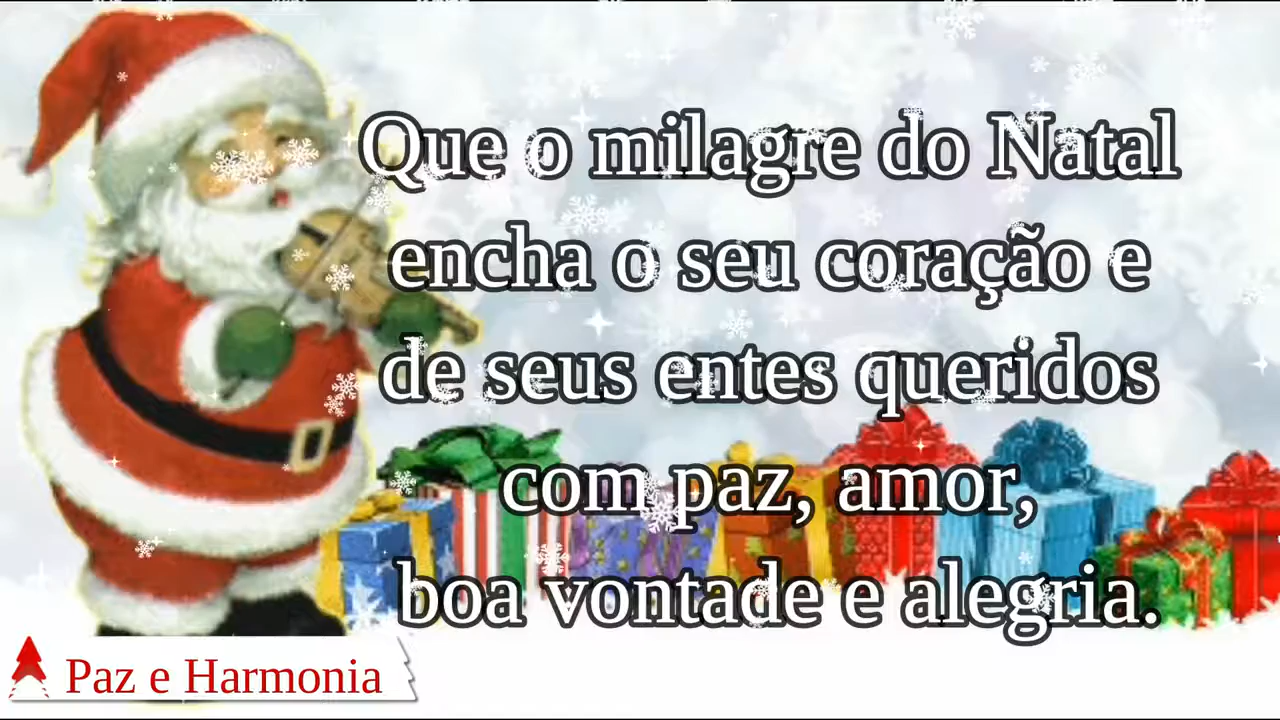 Que o milagre do Natal
encha o seu coração e
de seus entes queridos
com paz, amor,
boa vontade e alegria.
Paz e Harmonia